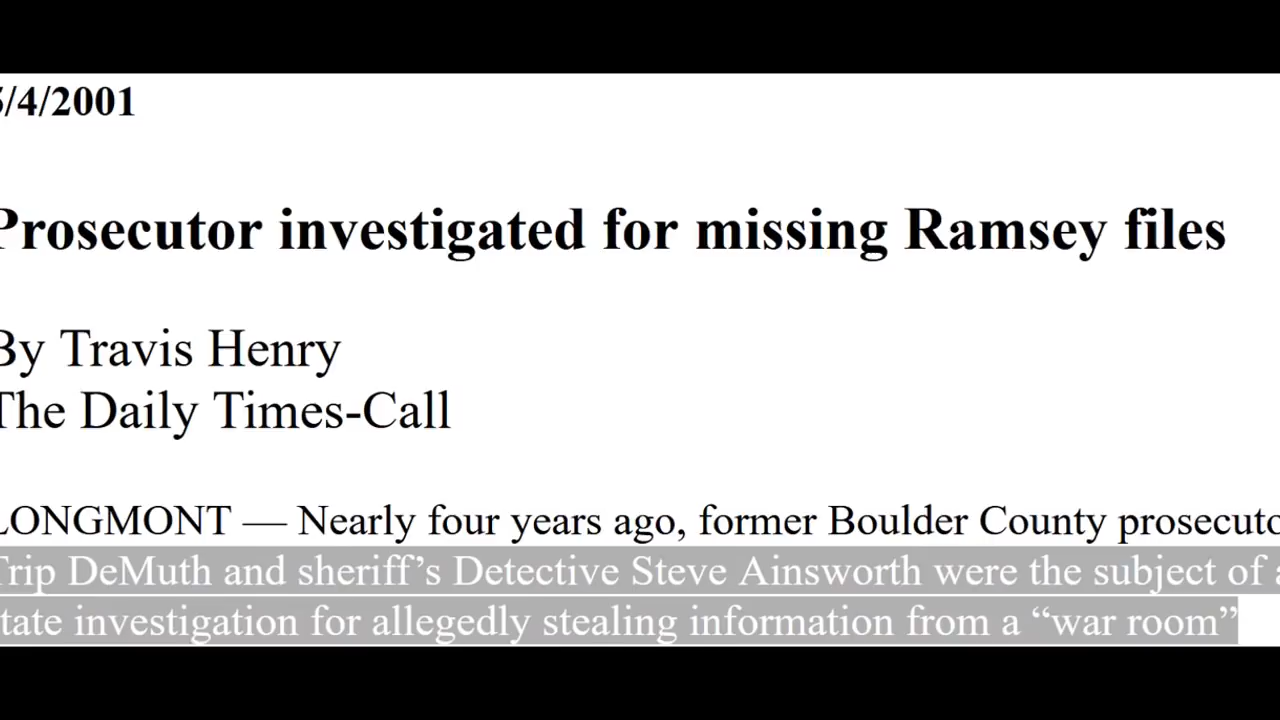 5/4/2001
Prosecutor investigated for missing Ramsey files
By Travis Henry
The Daily Times-Call
LONGMONT — Nearly four years ago, former Boulder County prosecuto
Trip DeMuth and sheriff’s Detective Steve Ainsworth were the subject of a
tate investigation for allegedly stealing information from a “war room”